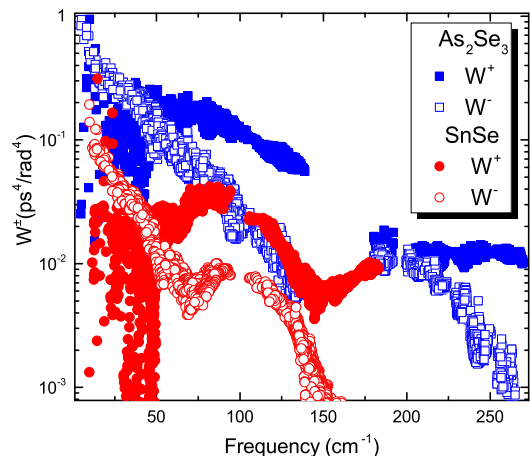 1
10⁻¹
10⁻²
10⁻³
W±(ps⁴/rad⁴)
As₂Se₃
W⁺
W⁻
SnSe
W⁺
W⁻
50 100 150 200 250
Frequency (cm⁻¹)